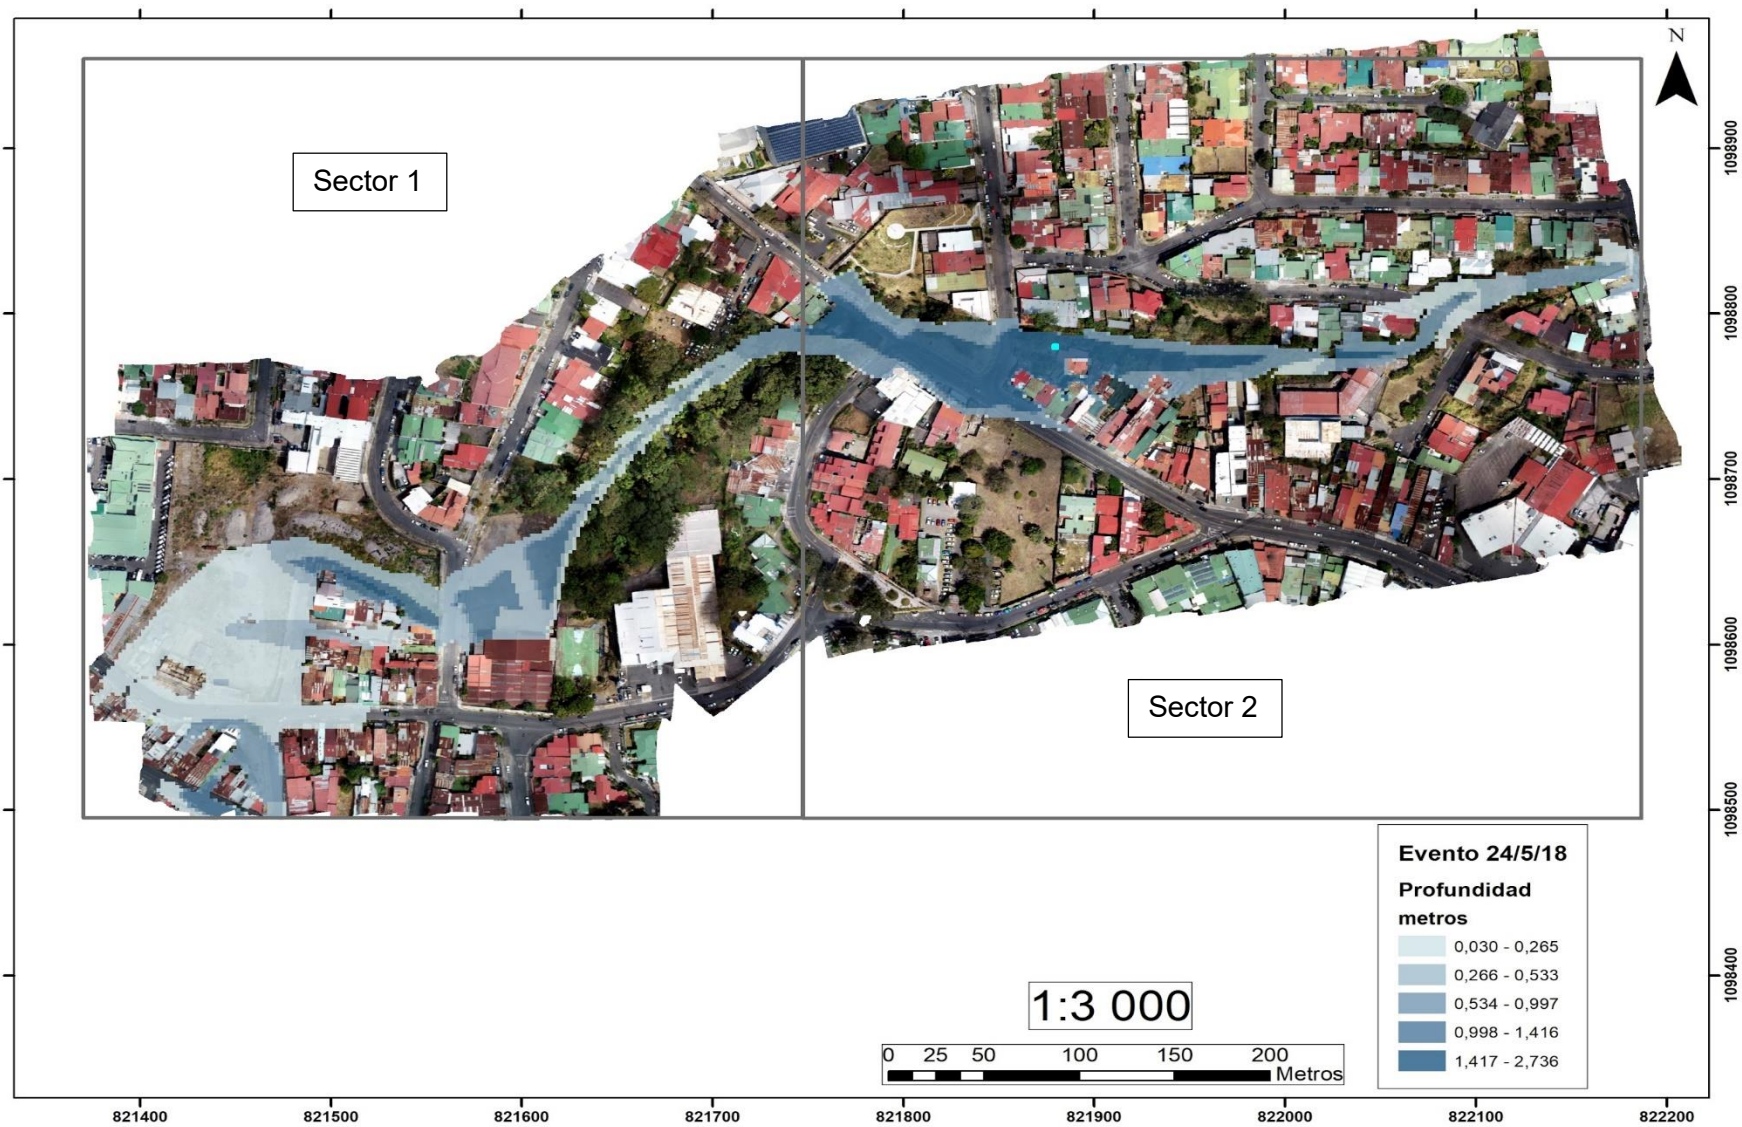 N
Sector 1
1098900
1098800
1098700
1098600
Sector 2
1098500
Evento 24/5/18
Profundidad
metros
0,030 - 0,265
0,266 - 0,533
0,534 - 0,997
0,998 - 1,416
1,417 - 2,736
1098400
1:3 000
0 25 50 100 150 200
Metros
821400 821500 821600 821700 821800 821900 822000 822100 822200